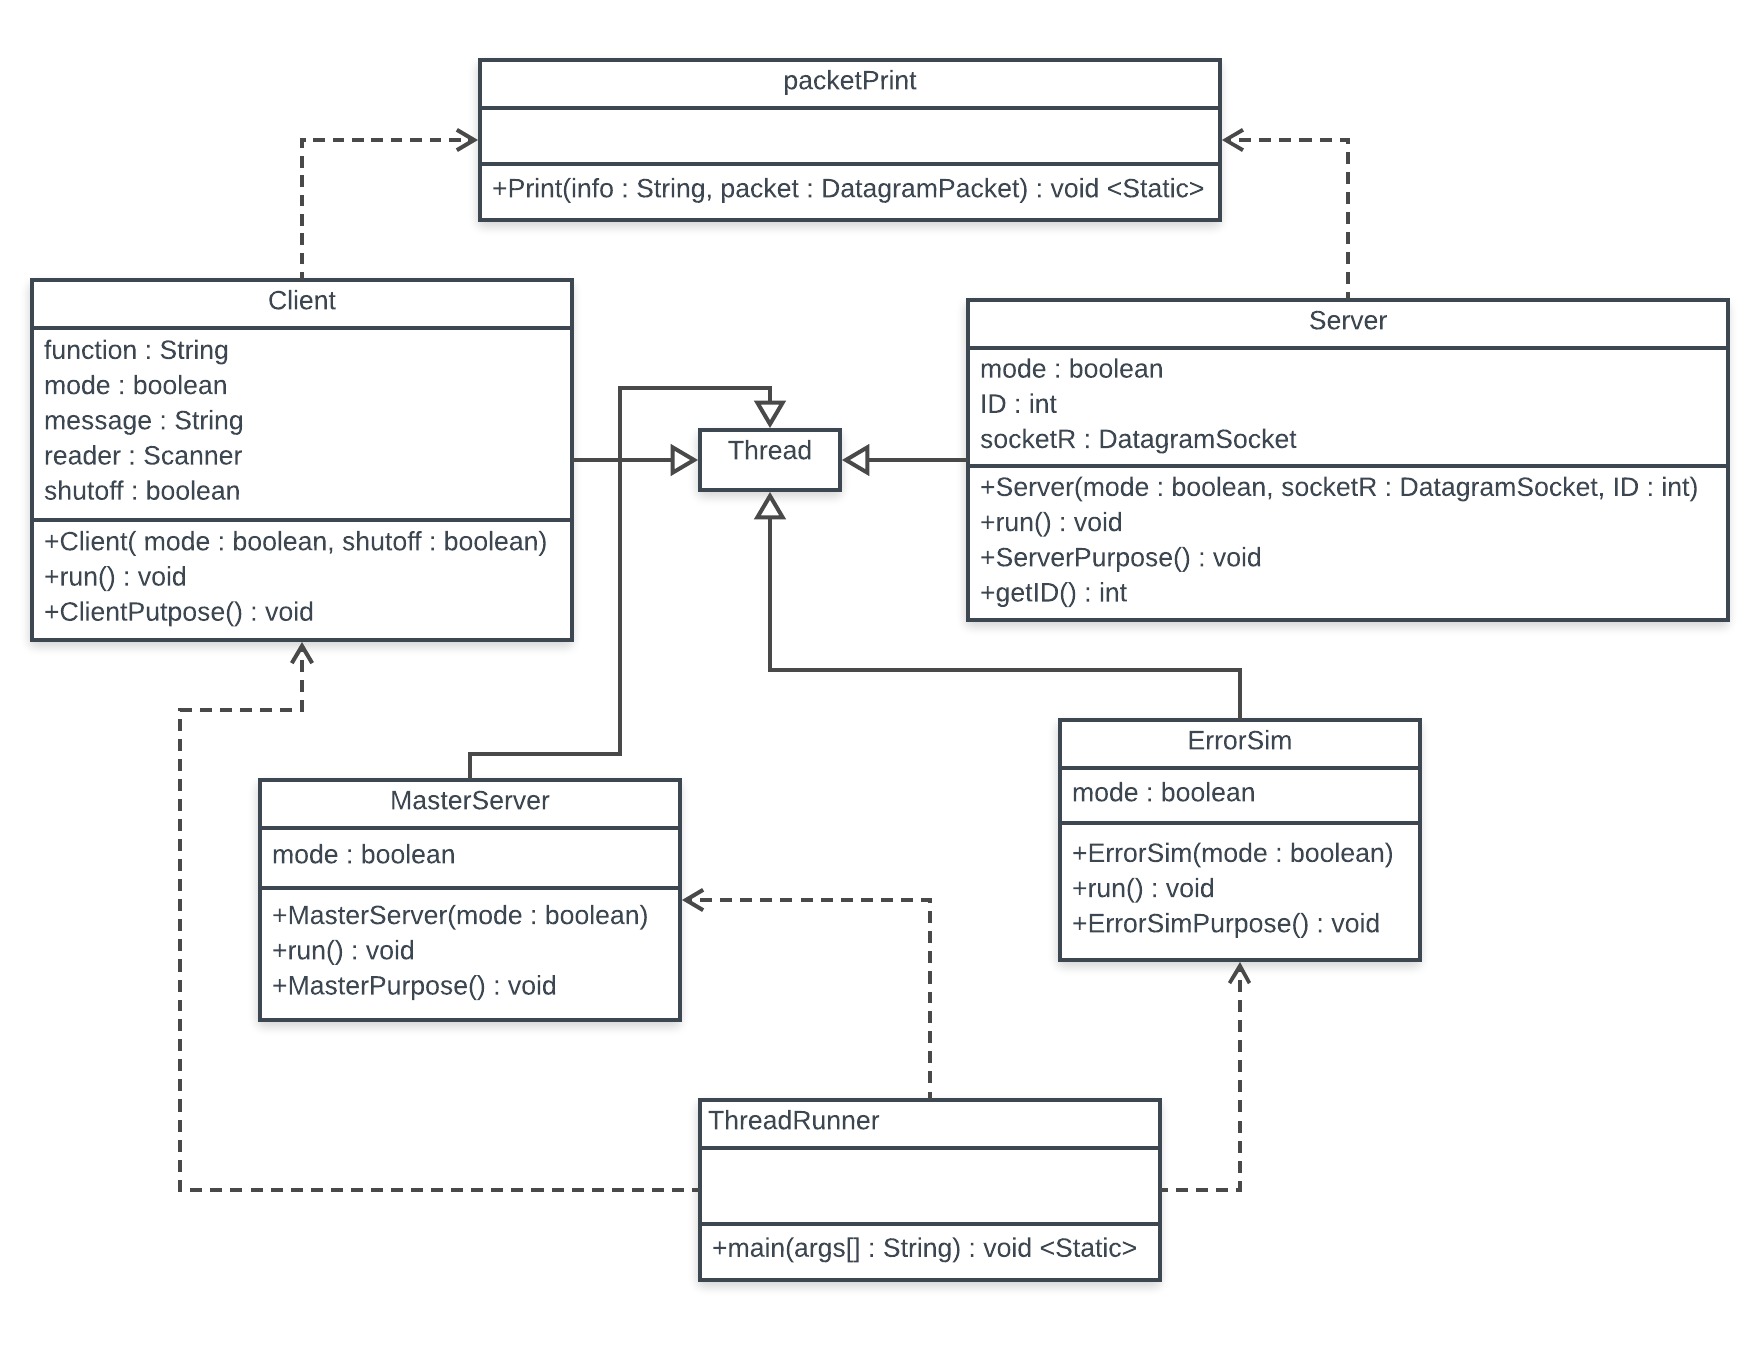 packetPrint
+Print(info : String, packet : DatagramPacket) : void <Static>
Client
function : String
mode : boolean
message : String
reader : Scanner
shutoff : boolean
+Client( mode : boolean, shutoff : boolean)
+run() : void
+ClientPutpose() : void
Thread
Server
mode : boolean
ID : int
socketR : DatagramSocket
+Server(mode : boolean, socketR : DatagramSocket, ID : int)
+run() : void
+ServerPurpose() : void
+getID() : int
MasterServer
mode : boolean
+MasterServer(mode : boolean)
+run() : void
+MasterPurpose() : void
ErrorSim
mode : boolean
+ErrorSim(mode : boolean)
+run() : void
+ErrorSimPurpose() : void
ThreadRunner
+main(args[] : String) : void <Static>